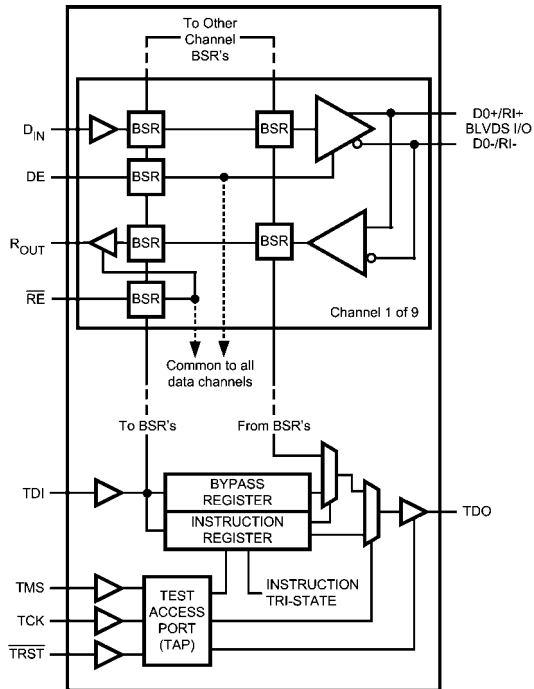 To Other
Channel
BSR's
D0+/RI+
BLVDS I/O
D0-/RI-
DIN
BSR
BSR
DE
BSR
ROUT
BSR
BSR
RE
BSR
Channel 1 of 9
Common to all
data channels
To BSR's
From BSR's
TDI
BYPASS
REGISTER
INSTRUCTION
REGISTER
TDO
INSTRUCTION
TRI-STATE
TMS
TCK
TRST
TEST
ACCESS
PORT
(TAP)